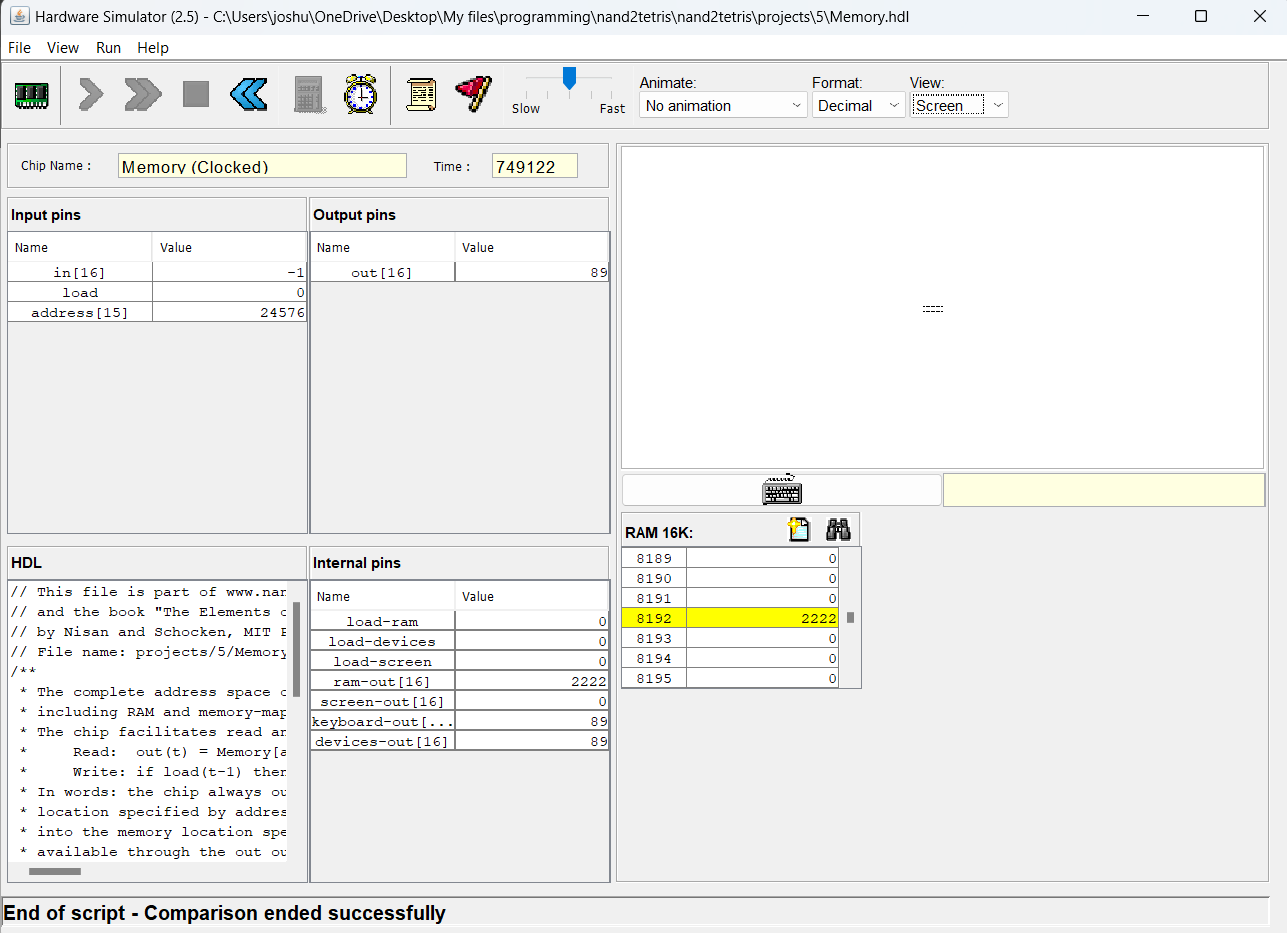 Hardware Simulator (2.5) - C:\Users\joshu\OneDrive\Desktop\My files\programming\nand2tetris\nand2tetris\projects\5\Memory.hdl
File View Run Help
Slow Fast
Animate: Format: View:
No animation Decimal Screen
Chip Name : Memory (Clocked) Time : 749122
Input pins
Name Value
in[16] -1
load 0
address[15] 24576
Output pins
Name Value
out[16] 89
HDL
// This file is part of www.nan
// and the book "The Elements o
// by Nisan and Schocken, MIT P
// File name: projects/5/Memory
/**
* The complete address space o
* including RAM and memory-map
* The chip facilitates read an
* Read: out(t) = Memory[a
* Write: if load(t-1) then
* In words: the chip always ou
* location specified by addres
* into the memory location spe
* available through the out ou
Internal pins
Name Value
load-ram 0
load-devices 0
load-screen 0
ram-out[16] 2222
screen-out[16] 0
keyboard-out[... 89
devices-out[16] 89
RAM 16K:
8189 0
8190 0
8191 0
8192 2222
8193 0
8194 0
8195 0
End of script - Comparison ended successfully